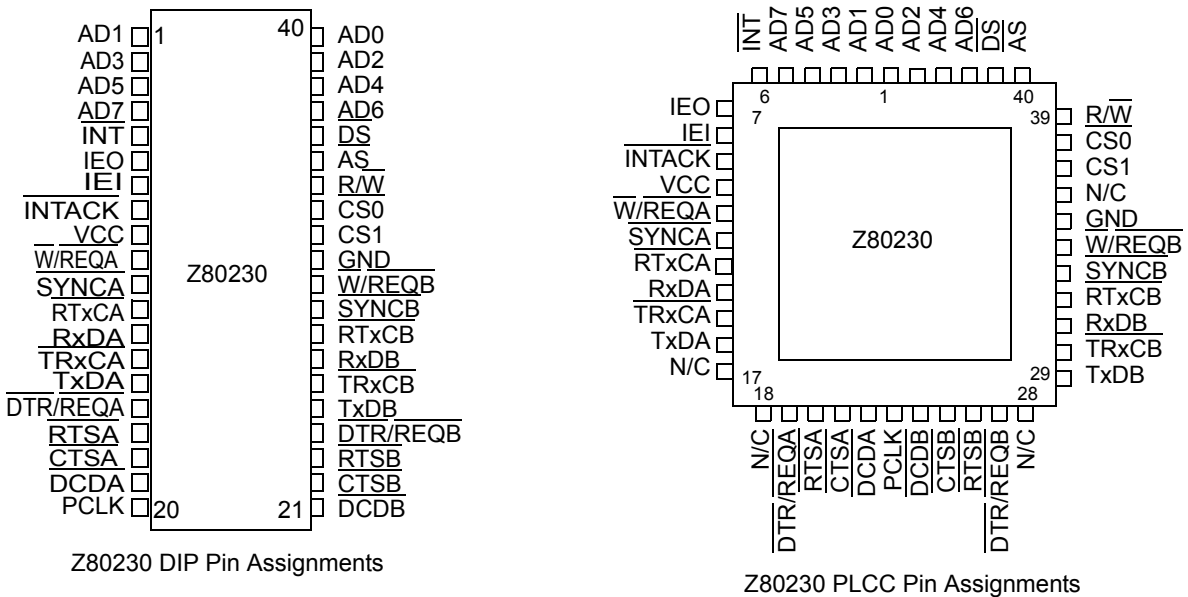 AD1 1 40 AD0
AD3 AD2
AD5 AD4
AD7 AD6
INT DS
IEO AS
IEI R/W
INTACK CS0
VCC CS1
W/REQA GND
SYNCA W/REQB
RTxCA SYNCB
RxDA RTxCB
TRxCA RxDB
TxDA TRxCB
DTR/REQA TxDB
RTSA DTR/REQB
CTSA RTSB
DCDA CTSB
PCLK 20 21 DCDB
Z80230
Z80230 DIP Pin Assignments
INT AD7 AD5 AD3 AD1 AD0 AD2 AD4 AD6 DS AS
6 1 40
IEO 7 39 R/W
IEI CS0
INTACK CS1
VCC N/C
W/REQA GND
SYNCA W/REQB
RTxCA SYNCB
RxDA RTxCB
TRxCA RxDB
TxDA TRxCB
N/C 17 29 TxDB
18 28
Z80230
N/C DTR/REQA RTSA CTSA DCDA PCLK DCDB CTSB RTSB DTR/REQB N/C
Z80230 PLCC Pin Assignments